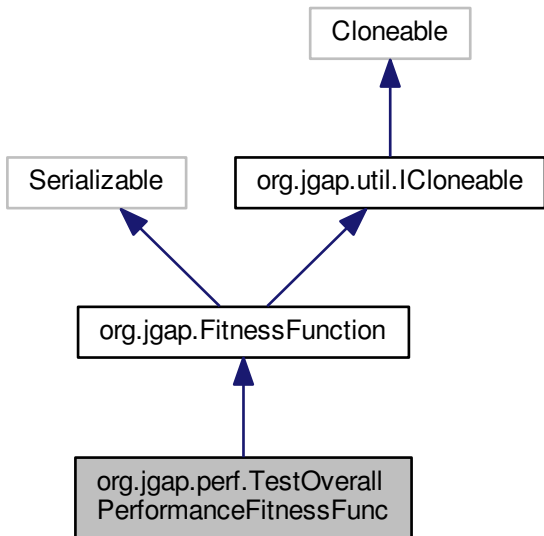 Cloneable
Serializable
org.jgap.util.ICloneable
org.jgap.FitnessFunction
org.jgap.perf.TestOverall
PerformanceFitnessFunc